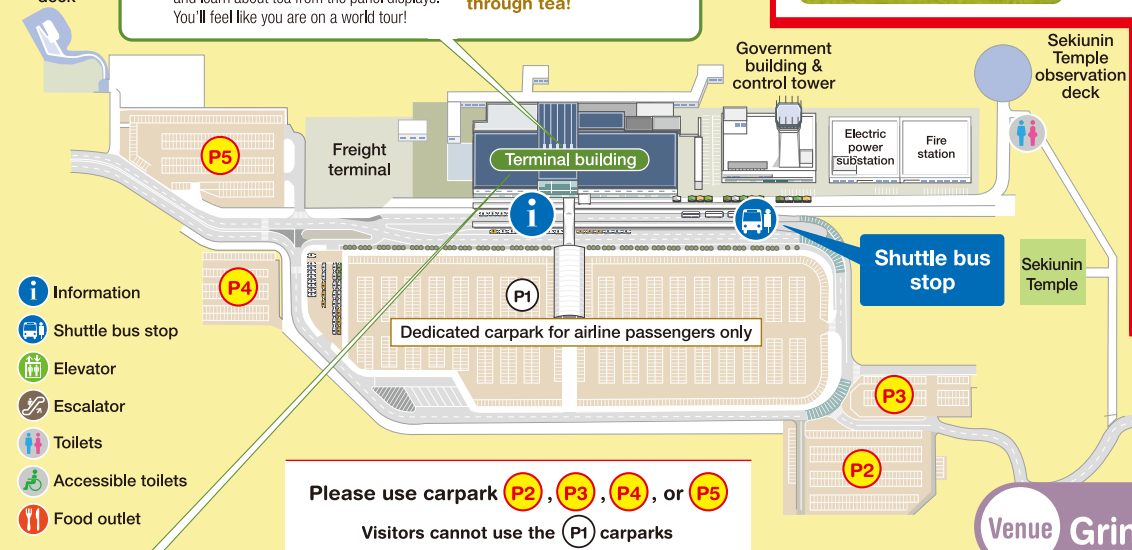 deck
and learn about tea from the panel displays.
You'll feel like you are on a world tour!
through tea!
Government
building &
control tower
Sekiunin
Temple
observation
deck
P5
Freight
terminal
Terminal building
Electric
power
substation
Fire
station
i
Shuttle bus
stop
Sekiunin
Temple
P4
P1
Dedicated carpark for airline passengers only
i Information
Shuttle bus stop
Elevator
Escalator
Toilets
Accessible toilets
Food outlet
P3
P2
Please use carpark P2, P3, P4, or P5
Visitors cannot use the P1 carparks
Venue